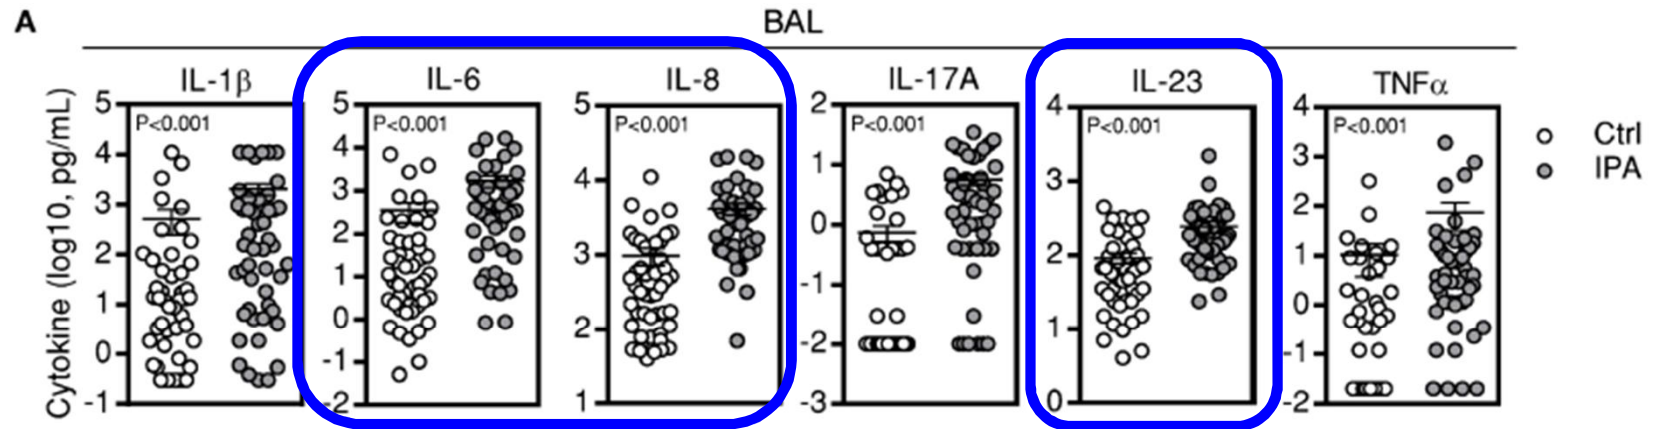 A
BAL
IL-1β IL-6 IL-8 IL-17A IL-23 TNFα
Cytokine (log10, pg/mL)
P<0.001 P<0.001 P<0.001 P<0.001 P<0.001 P<0.001
5 4 3 2 1 0 -1
5 4 3 2 1 0 -1 -2
5 4 3 2 1
2 1 0 -1 -2 -3
4 3 2 1 0
4 3 2 1 0 -1 -2
Ctrl
IPA